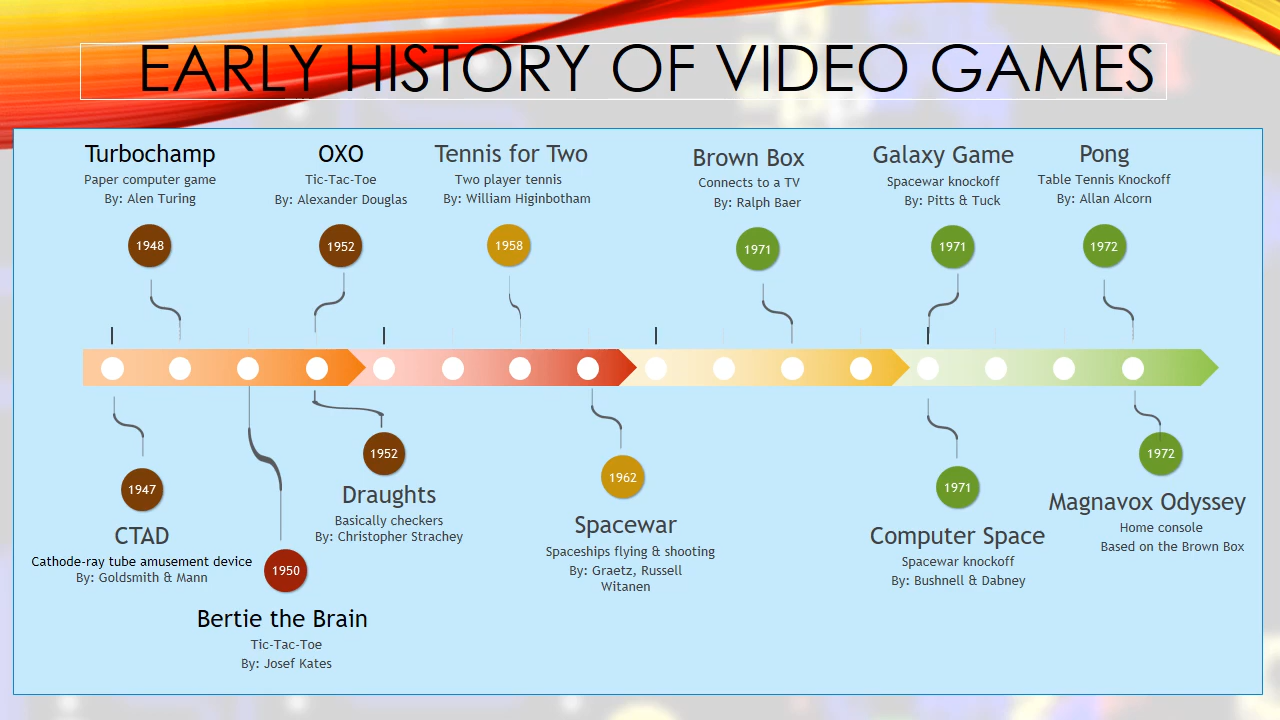 EARLY HISTORY OF VIDEO GAMES
Turbochamp
Paper computer game
By: Alen Turing
1948
OXO
Tic-Tac-Toe
By: Alexander Douglas
1952
Tennis for Two
Two player tennis
By: William Higinbotham
1958
Brown Box
Connects to a TV
By: Ralph Baer
1971
Galaxy Game
Spacewar knockoff
By: Pitts & Tuck
1971
Pong
Table Tennis Knockoff
By: Allan Alcorn
1972
1947
CTAD
Cathode-ray tube amusement device
By: Goldsmith & Mann
1950
Bertie the Brain
Tic-Tac-Toe
By: Josef Kates
1952
Draughts
Basically checkers
By: Christopher Strachey
1962
Spacewar
Spaceships flying & shooting
By: Graetz, Russell
Witanen
1971
Computer Space
Spacewar knockoff
By: Bushnell & Dabney
1972
Magnavox Odyssey
Home console
Based on the Brown Box